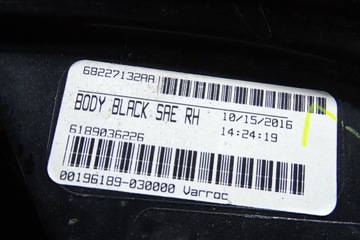 68227132AA
BODY BLACK SAE RH 10/15/2016
6189036226 14:24:19
00196189-030000 Varroc